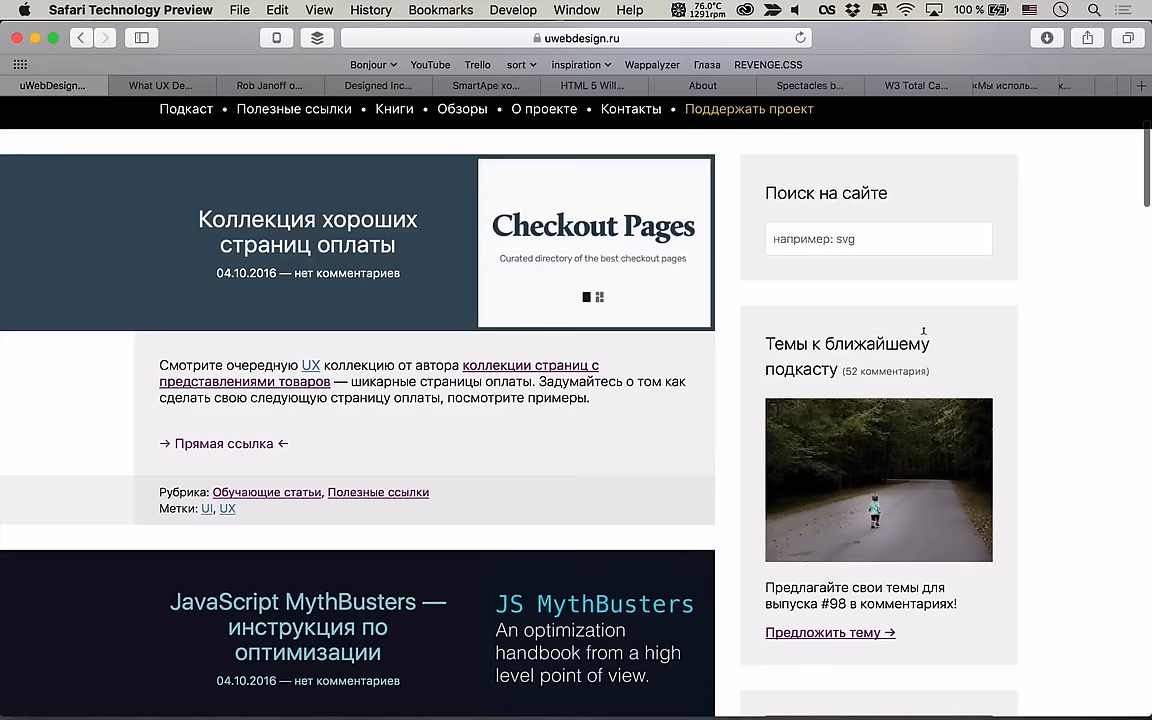 Safari Technology Preview File Edit View History Bookmarks Develop Window Help 76.0°C 1291rpm 100 %
uwebdesign.ru
Bonjour YouTube Trello sort inspiration Wappalyzer Глаза REVENGE.CSS
uWebDesign... What UX De... Rob Janoff o... Designed Inc... SmartApe хо... HTML 5 Will... About Spectacles b... W3 Total Ca... «Мы исполь... к...
Подкаст • Полезные ссылки • Книги • Обзоры • О проекте • Контакты • Поддержать проект
Коллекция хороших
страниц оплаты
04.10.2016 — нет комментариев
Checkout Pages
Curated directory of the best checkout pages
Смотрите очередную UX коллекцию от автора коллекции страниц с
представлениями товаров — шикарные страницы оплаты. Задумайтесь о том как
сделать свою следующую страницу оплаты, посмотрите примеры.
→ Прямая ссылка ←
Рубрика: Обучающие статьи, Полезные ссылки
Метки: UI, UX
JavaScript MythBusters —
инструкция по
оптимизации
04.10.2016 — нет комментариев
JS MythBusters
An optimization
handbook from a high
level point of view.
Поиск на сайте
например: svg
Темы к ближайшему
подкасту (52 комментария)
Предлагайте свои темы для
выпуска #98 в комментариях!
Предложить тему →